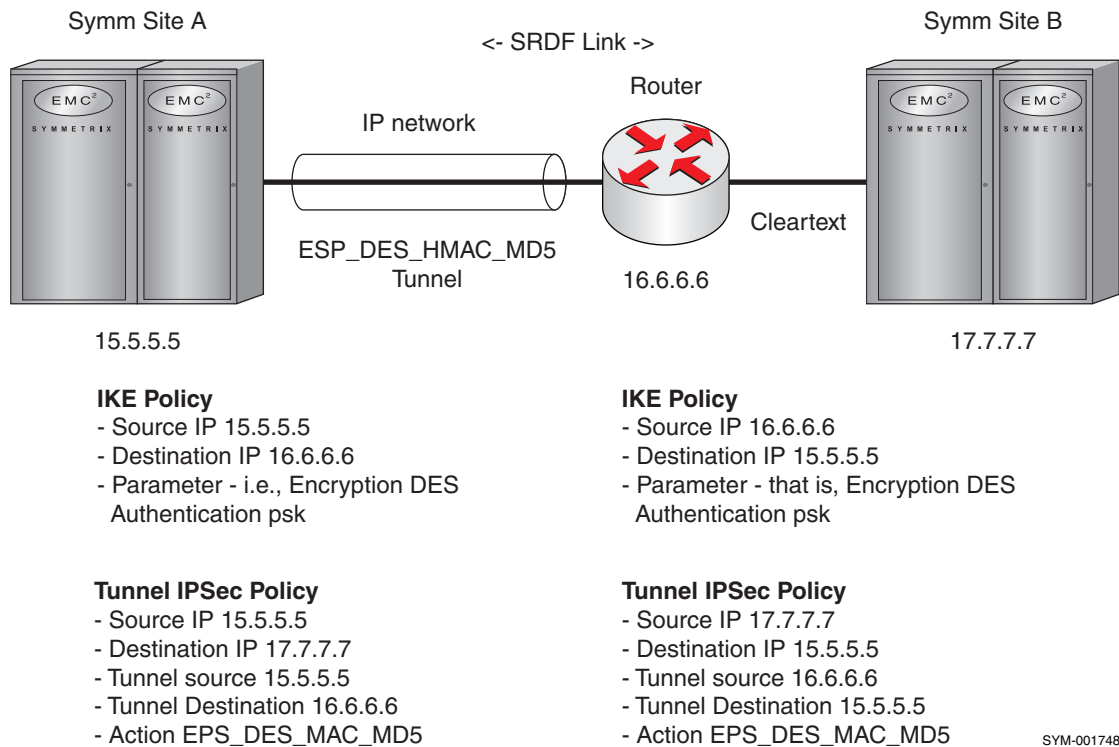 Symm Site A
<- SRDF Link ->
Symm Site B
EMC²
SYMMETRIX
EMC²
SYMMETRIX
IP network
Router
EMC²
SYMMETRIX
EMC²
SYMMETRIX
ESP_DES_HMAC_MD5
Tunnel
Cleartext
16.6.6.6
15.5.5.5
17.7.7.7
IKE Policy
- Source IP 15.5.5.5
- Destination IP 16.6.6.6
- Parameter - i.e., Encryption DES
Authentication psk
IKE Policy
- Source IP 16.6.6.6
- Destination IP 15.5.5.5
- Parameter - that is, Encryption DES
Authentication psk
Tunnel IPSec Policy
- Source IP 15.5.5.5
- Destination IP 17.7.7.7
- Tunnel source 15.5.5.5
- Tunnel Destination 16.6.6.6
- Action EPS_DES_MAC_MD5
Tunnel IPSec Policy
- Source IP 17.7.7.7
- Destination IP 15.5.5.5
- Tunnel source 16.6.6.6
- Tunnel Destination 15.5.5.5
- Action EPS_DES_MAC_MD5
SYM-001748